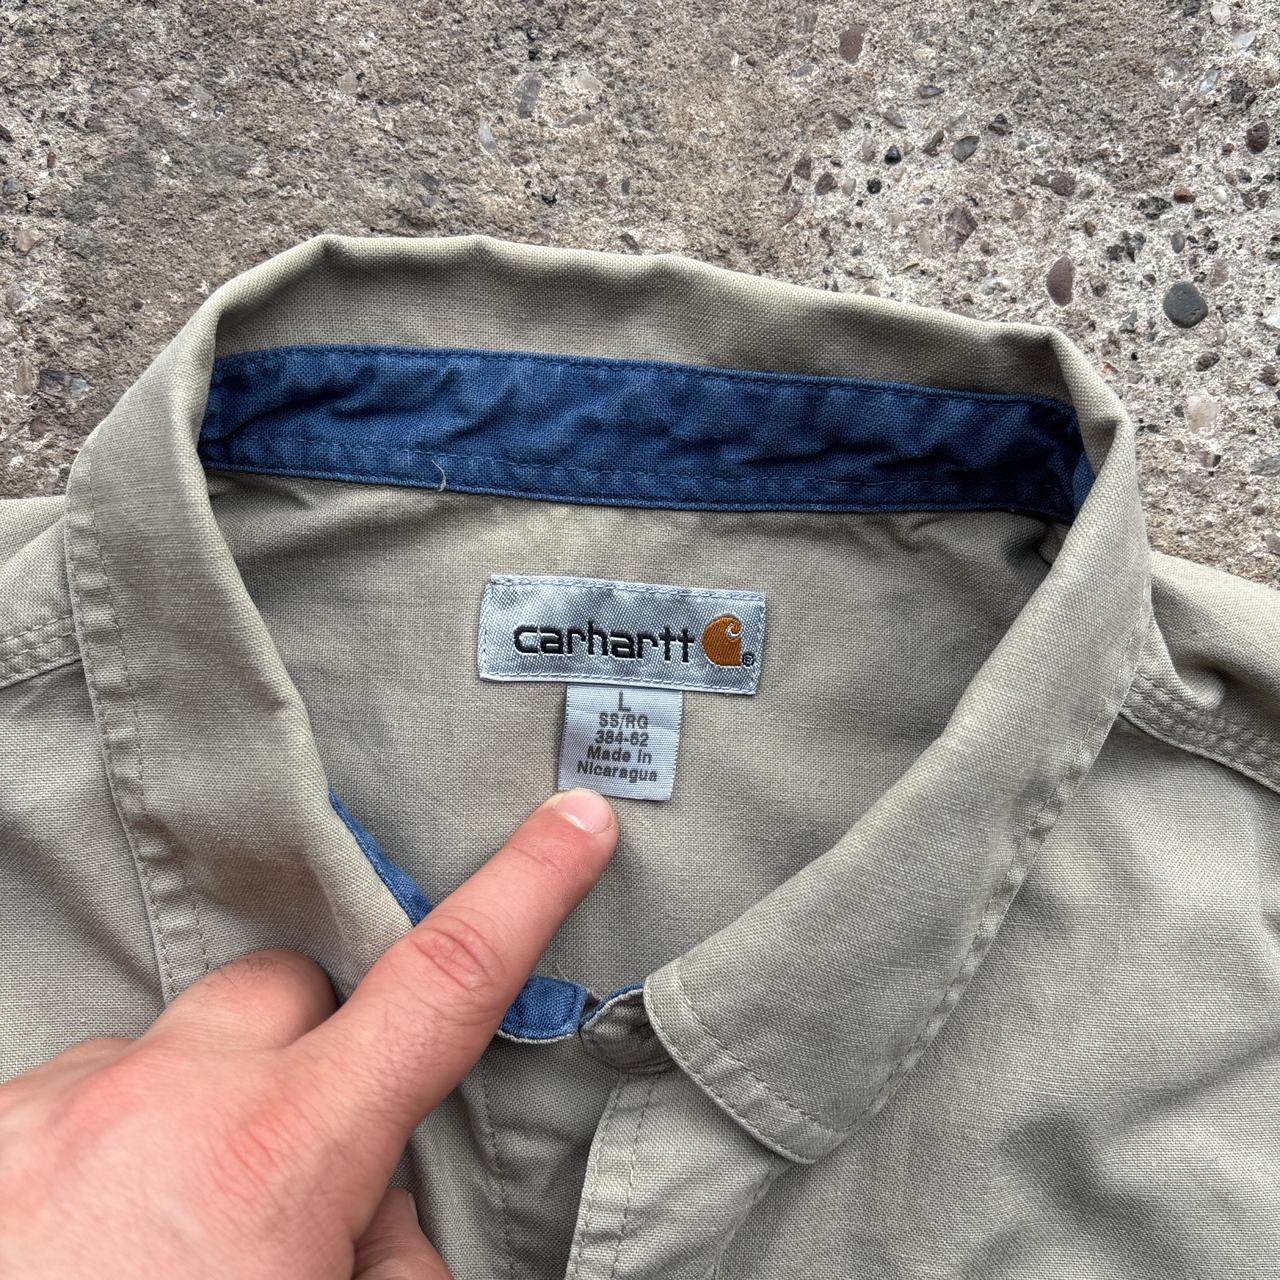 carhartt ®
L
SS/RG
384-62
Made in
Nicaragua